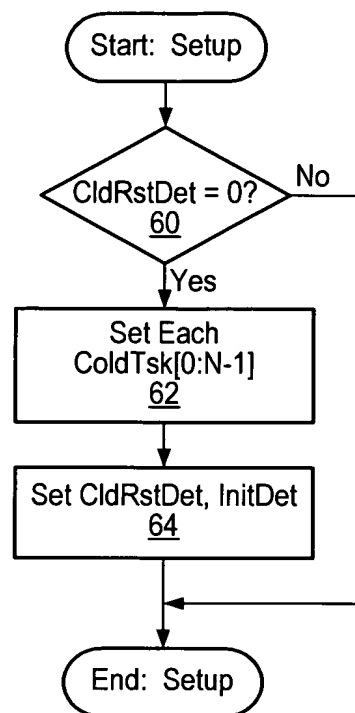 Start: Setup
CldRstDet = 0?
60
No
Yes
Set Each
ColdTsk[0:N-1]
62
Set CldRstDet, InitDet
64
End: Setup